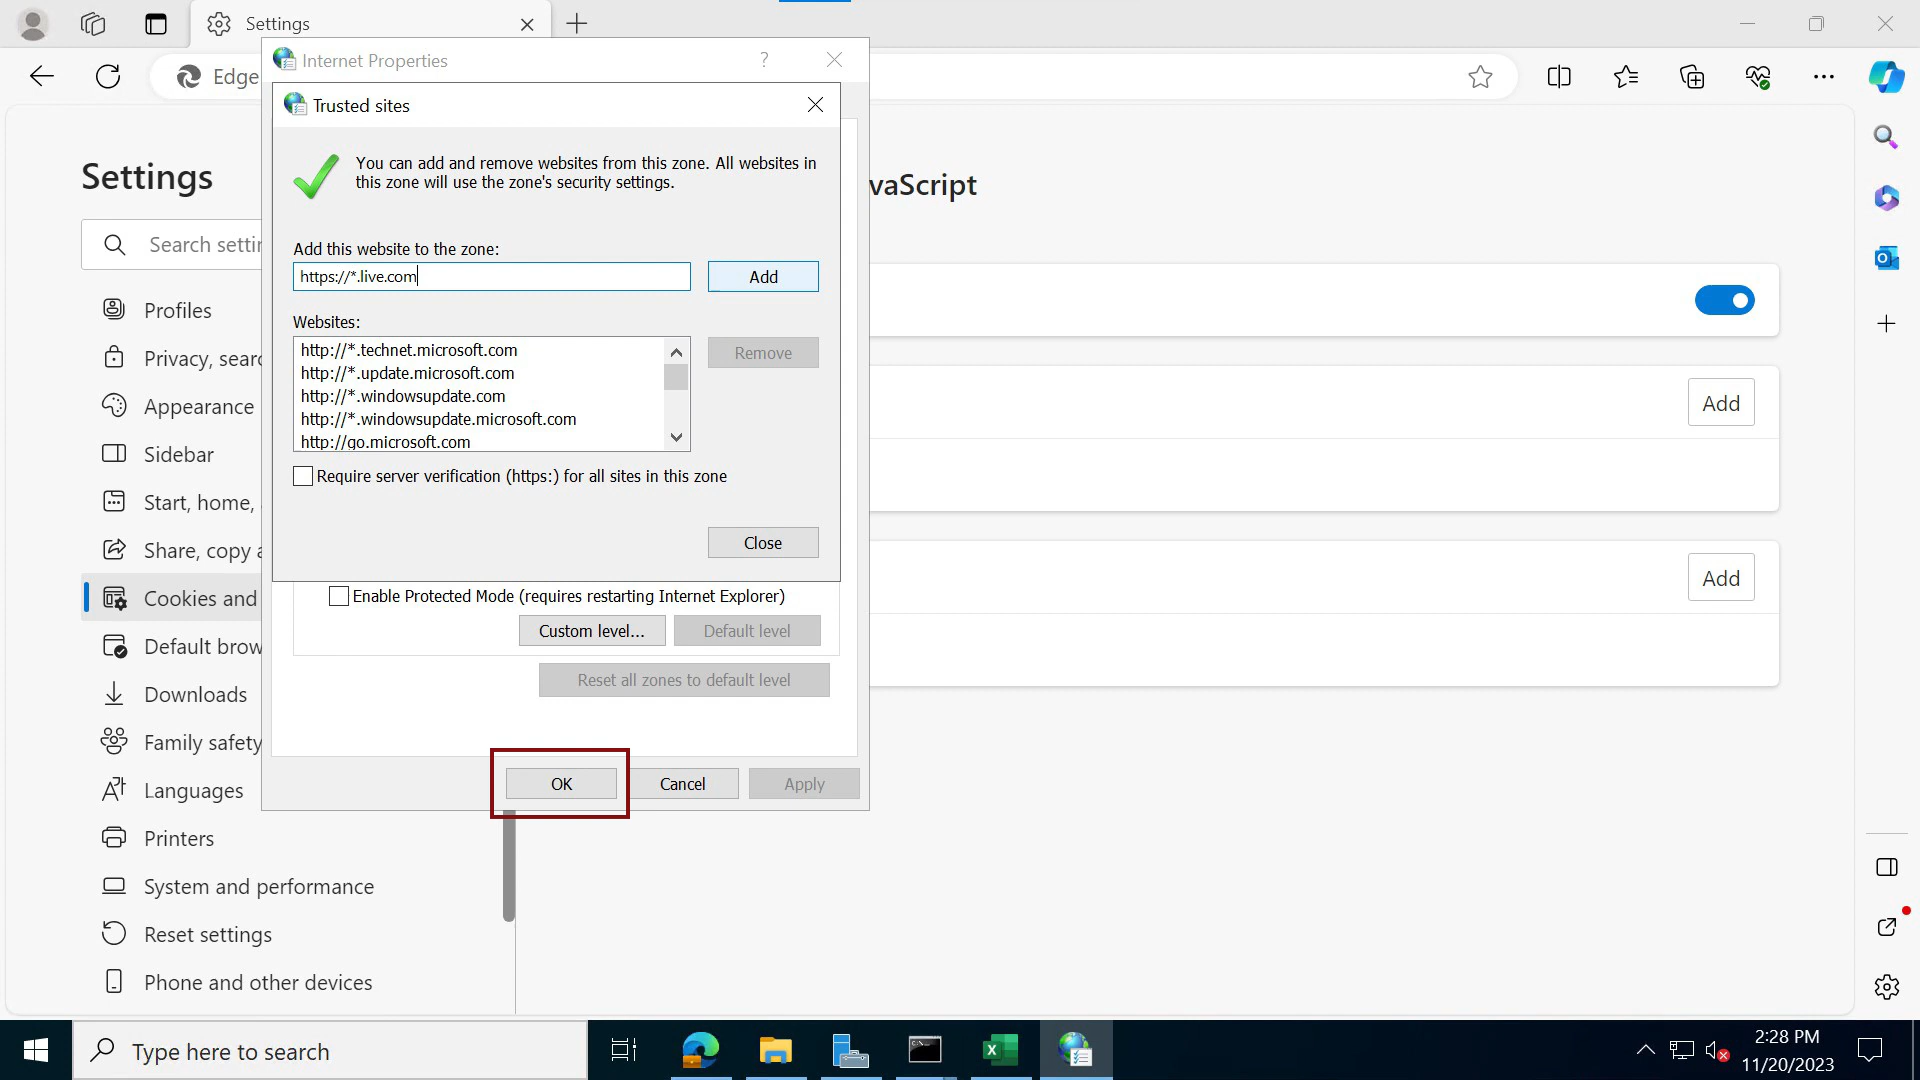 Settings
Edge
Internet Properties
?
Trusted sites
You can add and remove websites from this zone. All websites in
this zone will use the zone's security settings.
Add this website to the zone:
https://*.live.com
Add
Websites:
http://*.technet.microsoft.com
http://*.update.microsoft.com
http://*.windowsupdate.com
http://*.windowsupdate.microsoft.com
http://go.microsoft.com
Remove
Require server verification (https:) for all sites in this zone
Close
Enable Protected Mode (requires restarting Internet Explorer)
Custom level...
Default level
Reset all zones to default level
OK
Cancel
Apply
Settings
Search setti
Profiles
Privacy, searc
Appearance
Sidebar
Start, home,
Share, copy a
Cookies and
Default brow
Downloads
Family safety
Languages
Printers
System and performance
Reset settings
Phone and other devices
vaScript
Add
Add
Type here to search
2:28 PM
11/20/2023